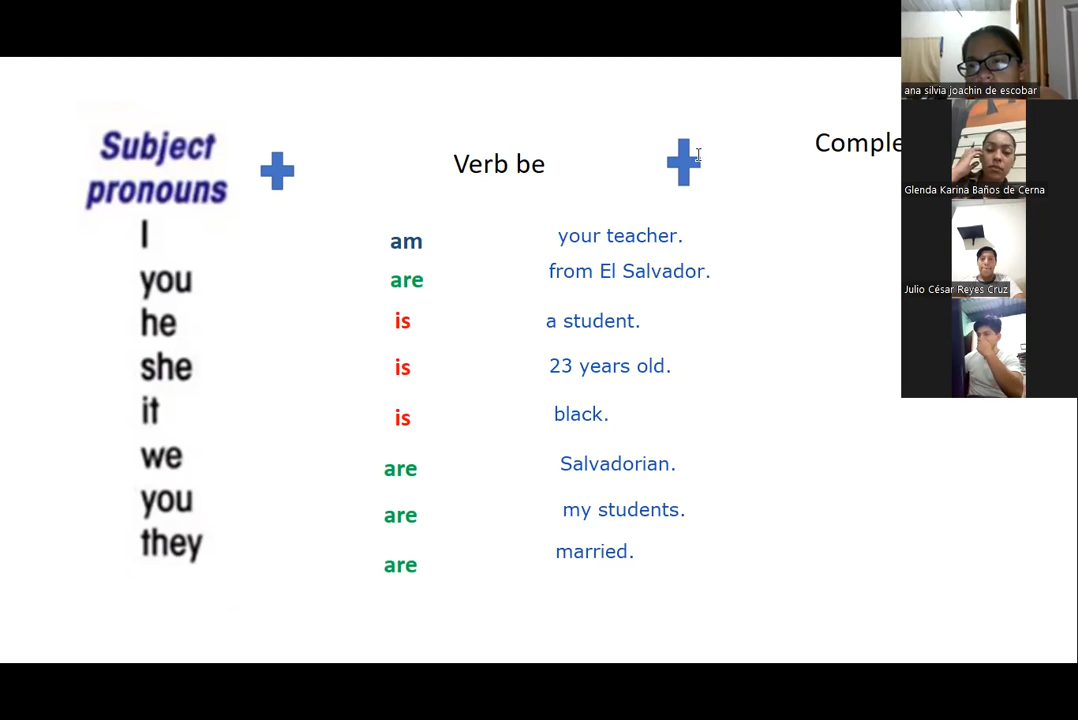 Subject
pronouns
Verb be
Comple
I am your teacher.
you are from El Salvador.
he is a student.
she is 23 years old.
it is black.
we are Salvadorian.
you are my students.
they are married.
ana silvia joachin de escobar
Glenda Karina Baños de Cerna
Julio César Reyes Cruz